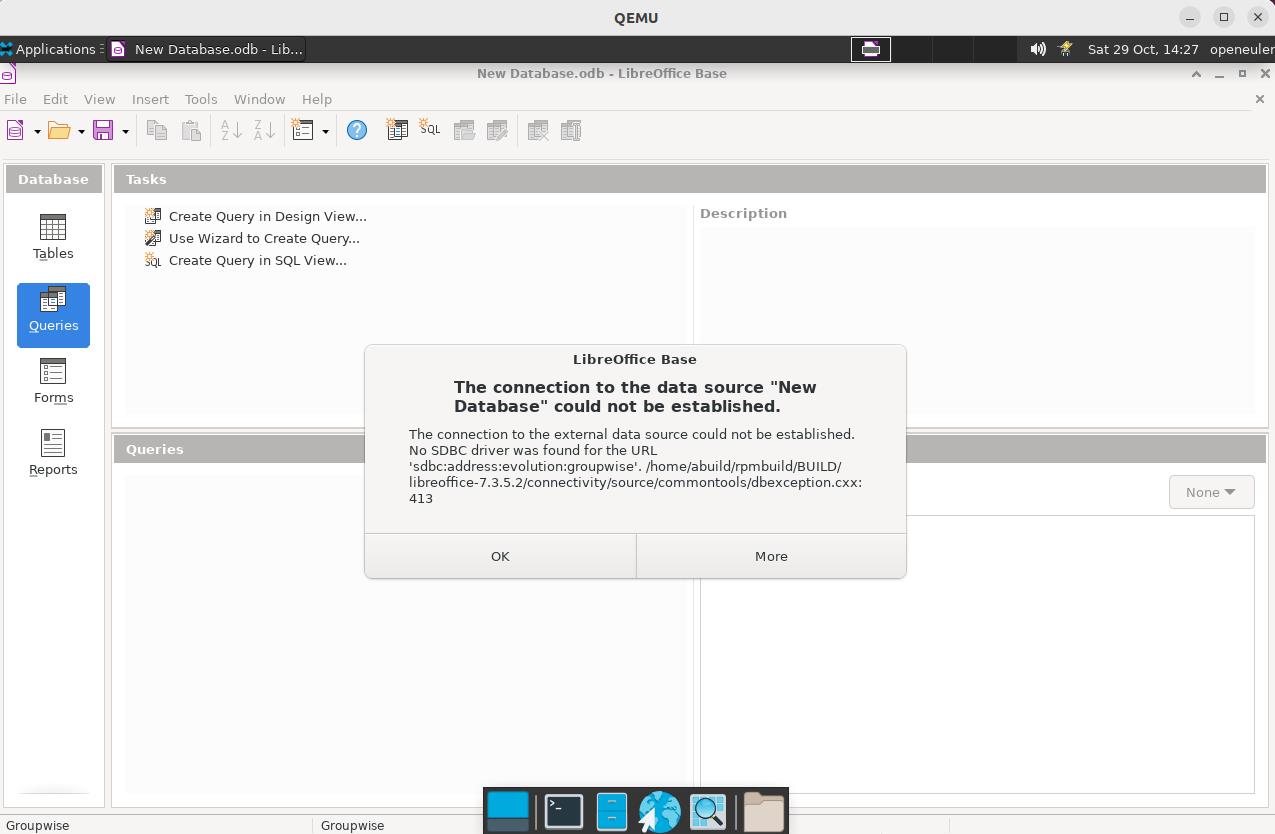 QEMU
Applications
New Database.odb - Lib...
Sat 29 Oct, 14:27
openeuler
New Database.odb - LibreOffice Base
File Edit View Insert Tools Window Help
A
Z
Z
A
SQL
Database
Tasks
Tables
Queries
Forms
Reports
Create Query in Design View...
Use Wizard to Create Query...
SQL
Create Query in SQL View...
Description
LibreOffice Base
The connection to the data source "New
Database" could not be established.
The connection to the external data source could not be established.
No SDBC driver was found for the URL
'sdbc:address:evolution:groupwise'. /home/abuild/rpmbuild/BUILD/
libreoffice-7.3.5.2/connectivity/source/commontools/dbexception.cxx:
413
OK
More
Queries
None
Groupwise
Groupwise